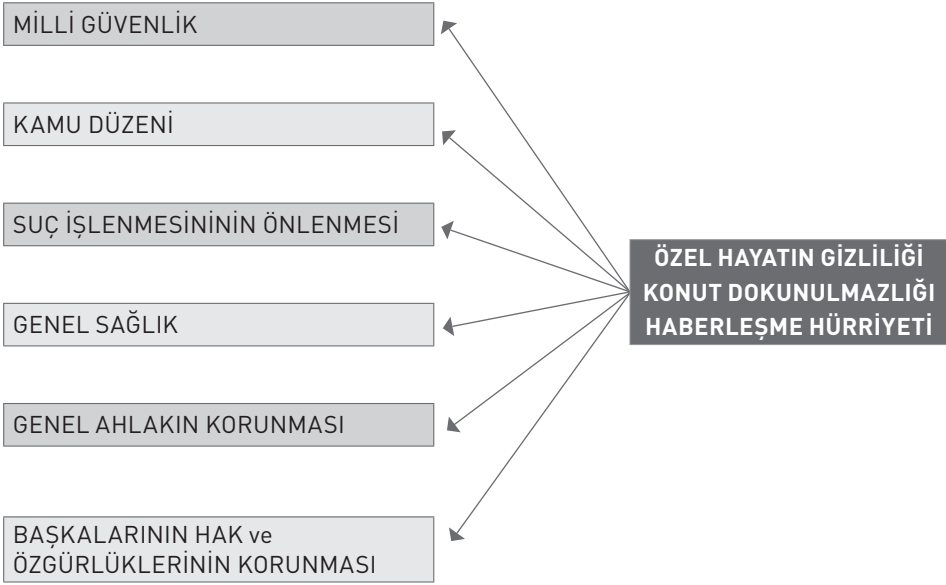 MİLLİ GÜVENLİK
KAMU DÜZENİ
SUÇ İŞLENMESİNİNİN ÖNLENMESİ
GENEL SAĞLIK
GENEL AHLAKIN KORUNMASI
BAŞKALARININ HAK ve
ÖZGÜRLÜKLERİNİN KORUNMASI
ÖZEL HAYATIN GİZLİLİĞİ
KONUT DOKUNULMAZLIĞI
HABERLEŞME HÜRRİYETİ